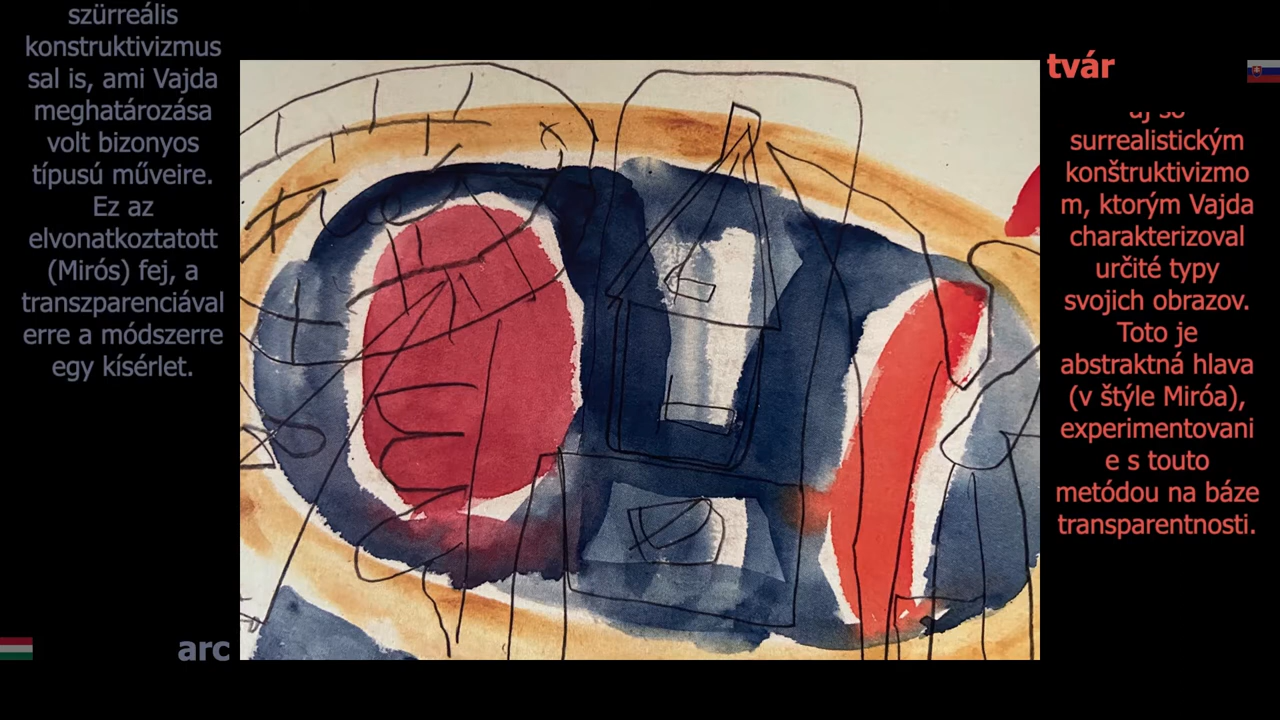 szürreális
konstruktivizmus
sal is, ami Vajda
meghatározása
volt bizonyos
típusú műveire.
Ez az
elvonatkoztatott
(Mirós) fej, a
transzparenciával
erre a módszerre
egy kísérlet.
arc
tvár
surrealistickým
konštruktivizmo
m, ktorým Vajda
charakterizoval
určité typy
svojich obrazov.
Toto je
abstraktná hlava
(v štýle Miróa),
experimentovani
e s touto
metódou na báze
transparentnosti.